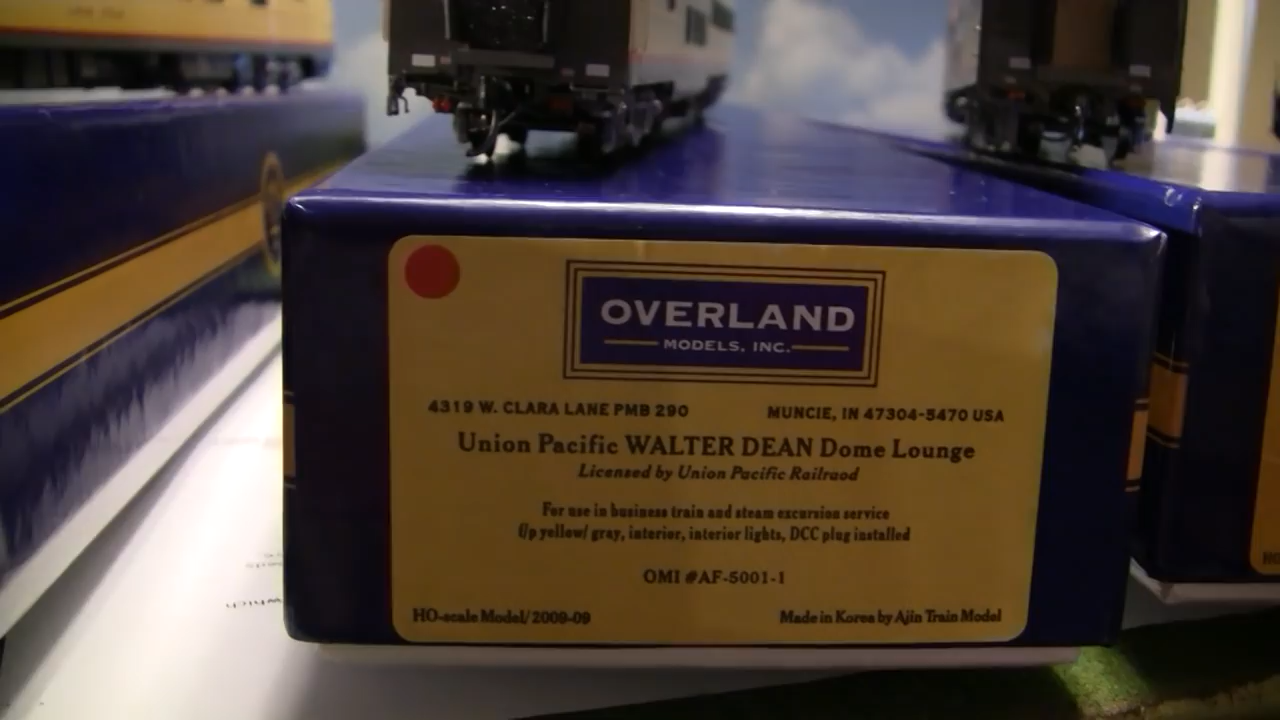 OVERLAND
MODELS, INC.
4319 W. CLARA LANE PMB 290 MUNCIE, IN 47304-5470 USA
Union Pacific WALTER DEAN Dome Lounge
Licensed by Union Pacific Railraod
For use in business train and steam excursion service
f/p yellow/ gray, interior, interior lights, DCC plug installed
OMI #AF-5001-1
HO-scale Model/ 2009-09 Made in Korea by Ajin Train Model
which